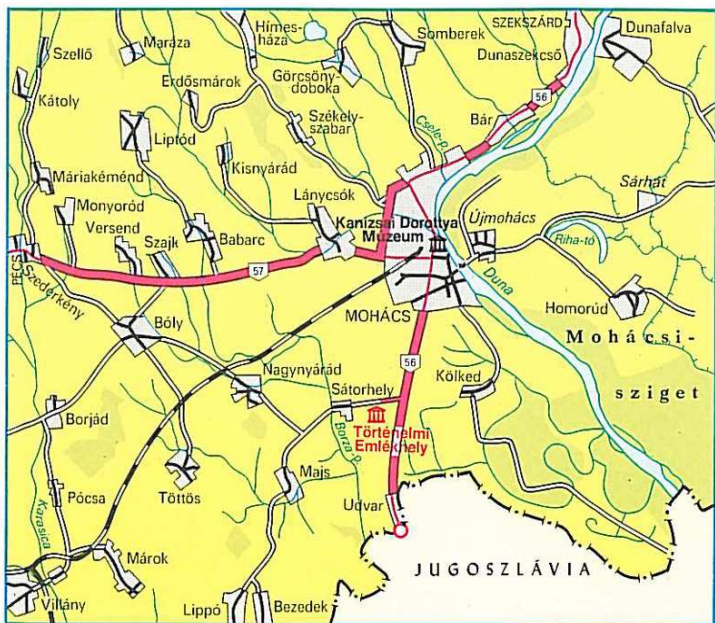 Szellő
Maráza
Hímes-
háza
Somberek
SZEKSZÁRD
Dunafalva
Dunaszekcső
Kátoly
Erdősmárok
Görcsöny-
doboka
56
Székely-
szabar
Csele-p.
Bár
Liptód
Kisnyárád
Máriakéménd
Lánycsók
Sárhát
Monyoród
Kanizsai Dorottya
Múzeum
Újmohács
Versend
Szajk
Babarc
Riha-tó
PÉCS
Szederkény
57
Duna
Homorúd
MOHÁCS
Bóly
Mohácsi-
sziget
56
Nagynyárád
Kölked
Sátorhely
Borjád
Történelmi
Emlékhely
Borza-p.
Majs
Pócsa
Töttös
Udvar
Karasica
Márok
JUGOSZLÁVIA
Villány
Lippó
Bezedek